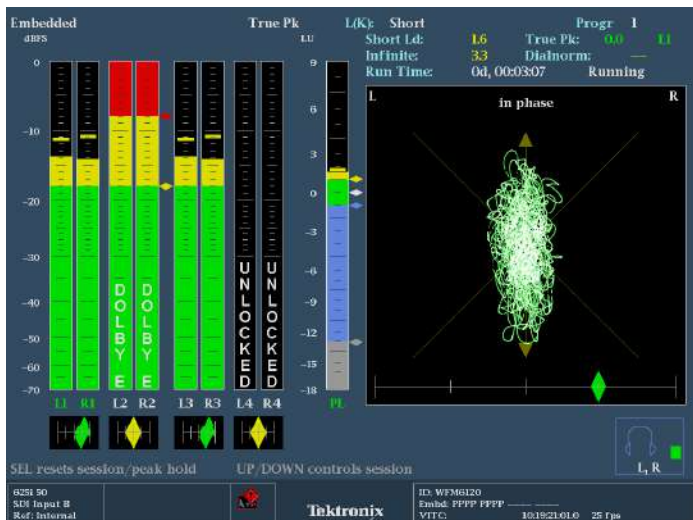 Embedded True Pk L(K): Short Progr 1
dBFS LU Short Ld: 1.6 True Pk: 0.0 L1
Infinite: 3.3 Dialnorm: —
Run Time: 0d, 00:03:07 Running
L in phase R
0
-10
-20
-30
-40
-50
-60
-70
9
6
3
0
-3
-6
-9
-12
-15
-18
DOLBY E
DOLBY E
UNLOCKED
UNLOCKED
L1 R1 L2 R2 L3 R3 L4 R4
L, R
SEL resets session/peak hold UP/DOWN controls session
625i 50
SDI Input B
Ref: Internal
Tektronix
ID: WFM6120
Embd: PPPP PPPP ---- ----
VITC: 10:19:21:01.0 25 fps